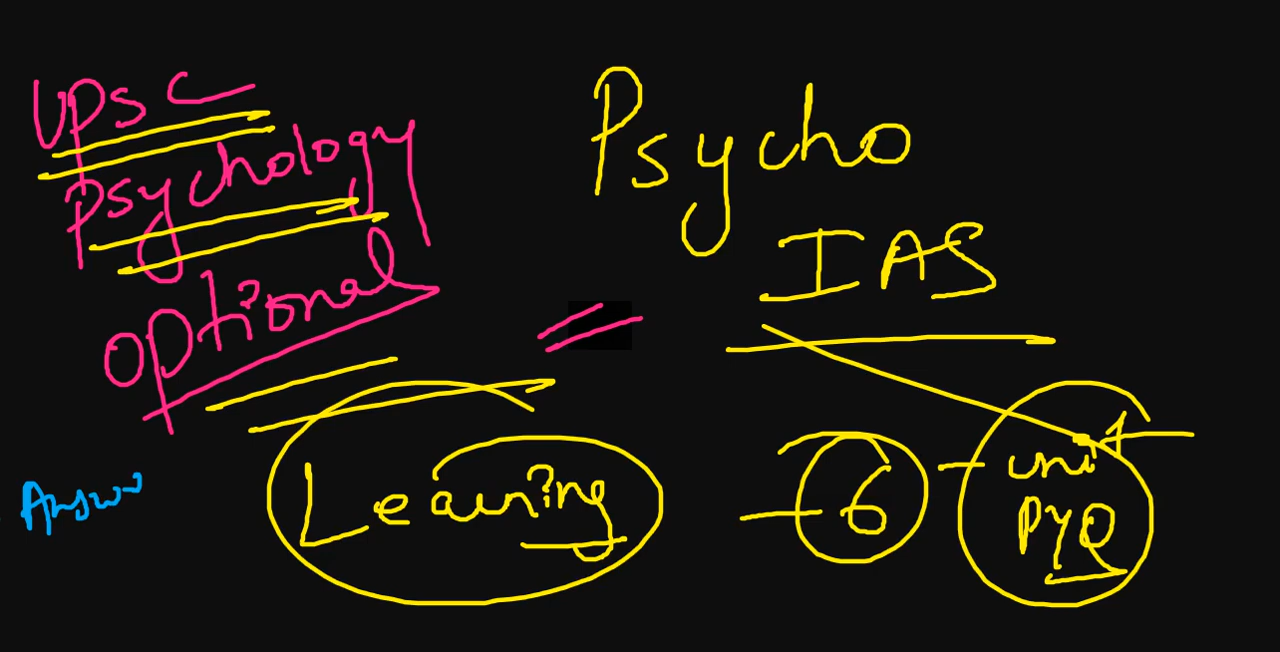 UPSC
Psychology
Optional
Psycho
IAS
Learning
6
unit
PYQ
Answ